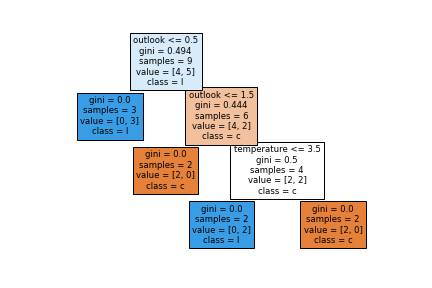 outlook <= 0.5
gini = 0.494
samples = 9
value = [4, 5]
class = l
gini = 0.0
samples = 3
value = [0, 3]
class = l
outlook <= 1.5
gini = 0.444
samples = 6
value = [4, 2]
class = c
gini = 0.0
samples = 2
value = [2, 0]
class = c
temperature <= 3.5
gini = 0.5
samples = 4
value = [2, 2]
class = c
gini = 0.0
samples = 2
value = [0, 2]
class = l
gini = 0.0
samples = 2
value = [2, 0]
class = c